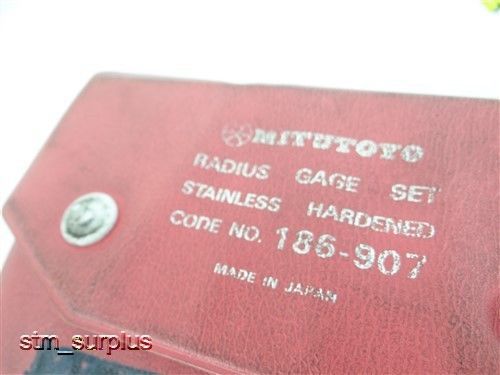 MITUTOYO
RADIUS GAGE SET
STAINLESS HARDENED
CODE NO. 186-907
MADE IN JAPAN
stm_surplus